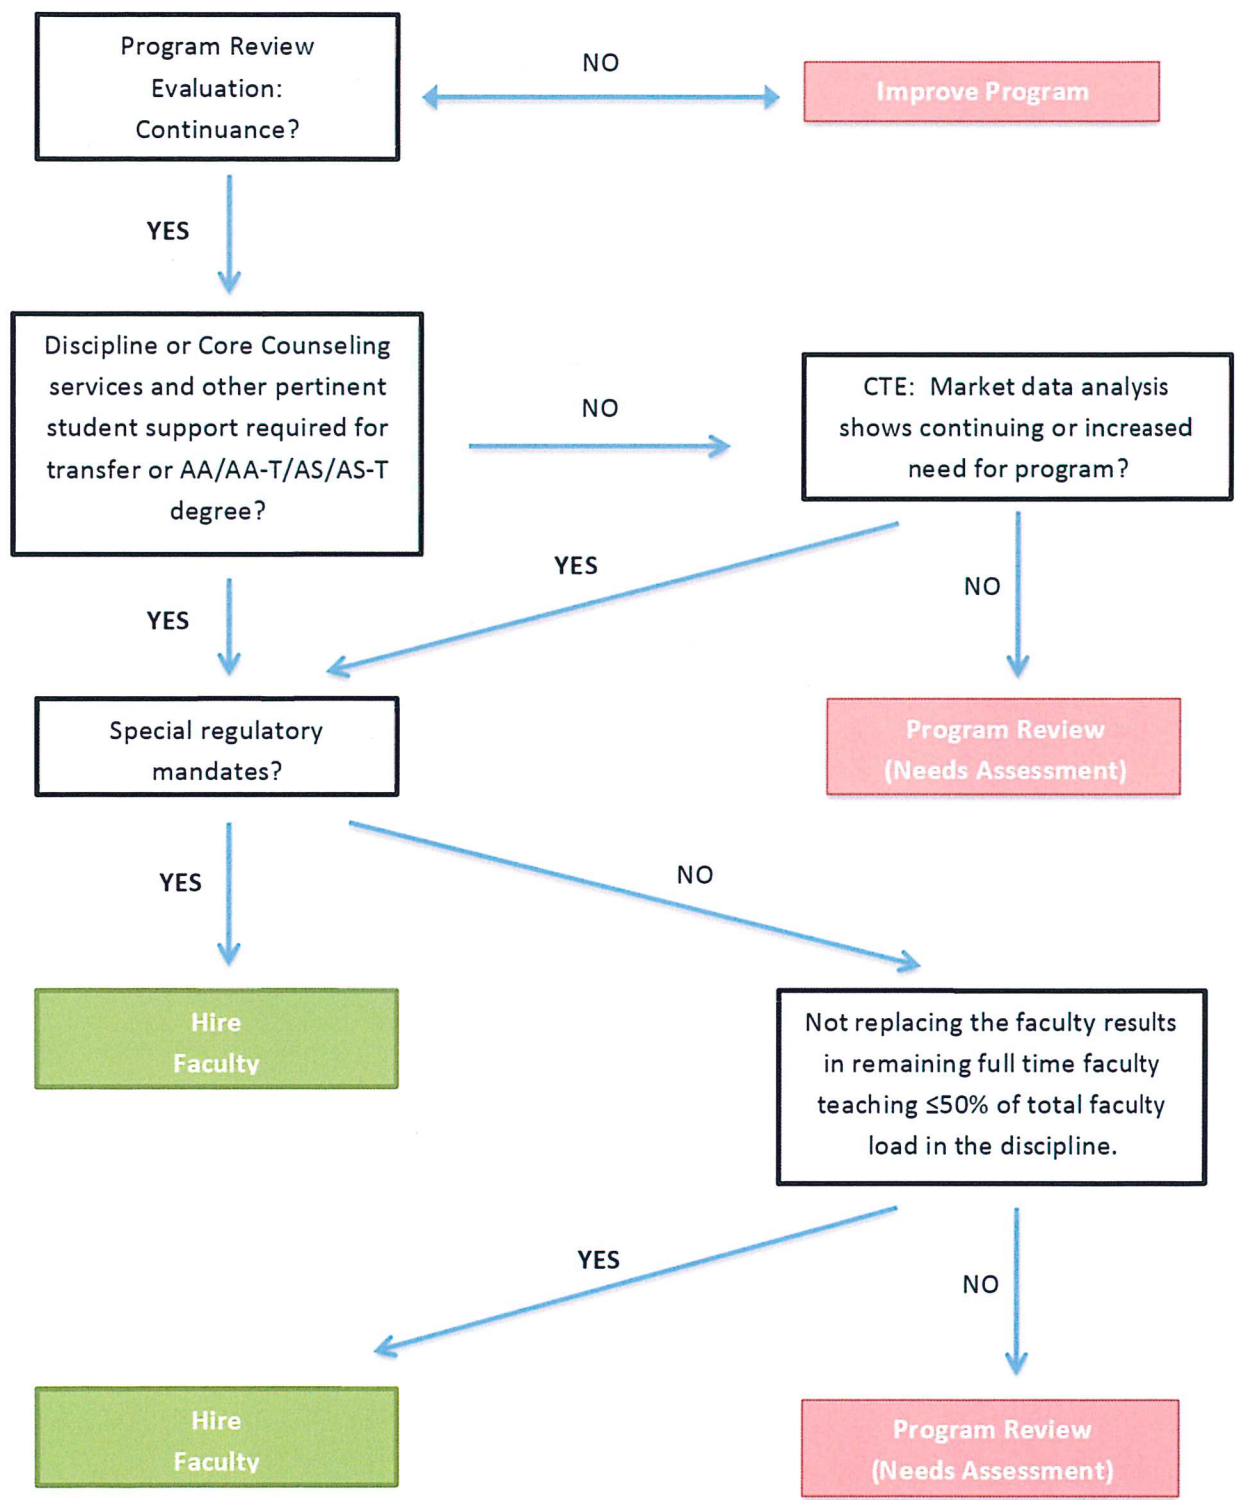 Program Review
Evaluation:
Continuance?
NO
Improve Program
YES
Discipline or Core Counseling
services and other pertinent
student support required for
transfer or AA/AA-T/AS/AS-T
degree?
NO
CTE:  Market data analysis
shows continuing or increased
need for program?
YES
NO
YES
Special regulatory
mandates?
Program Review
(Needs Assessment)
YES
NO
Hire
Faculty
Not replacing the faculty results
in remaining full time faculty
teaching ≤50% of total faculty
load in the discipline.
YES
NO
Hire
Faculty
Program Review
(Needs Assessment)